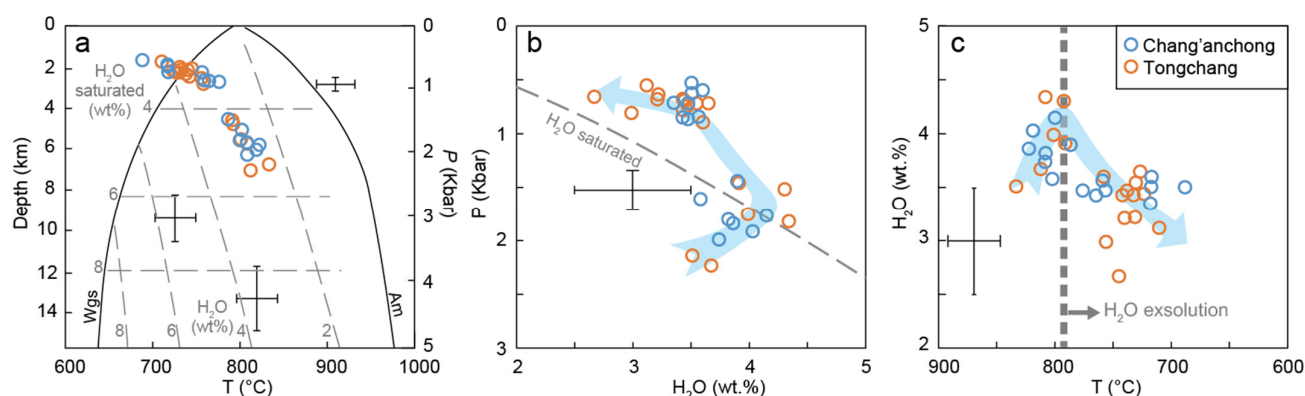 a
0
2
4
6
8
10
12
14
Depth (km)
H₂O
saturated
(wt%)
4
6
8
Wgs
Am
H₂O
(wt%)
8
6
4
2
0
1
2
3
4
5
P (Kbar)
600
700
800
900
1000
T (°C)
b
0
1
2
3
P (Kbar)
H₂O saturated
2
3
4
5
H₂O (wt.%)
c
5
4
3
2
H₂O (wt.%)
Chang'anchong
Tongchang
H₂O exsolution
900
800
700
600
T (°C)